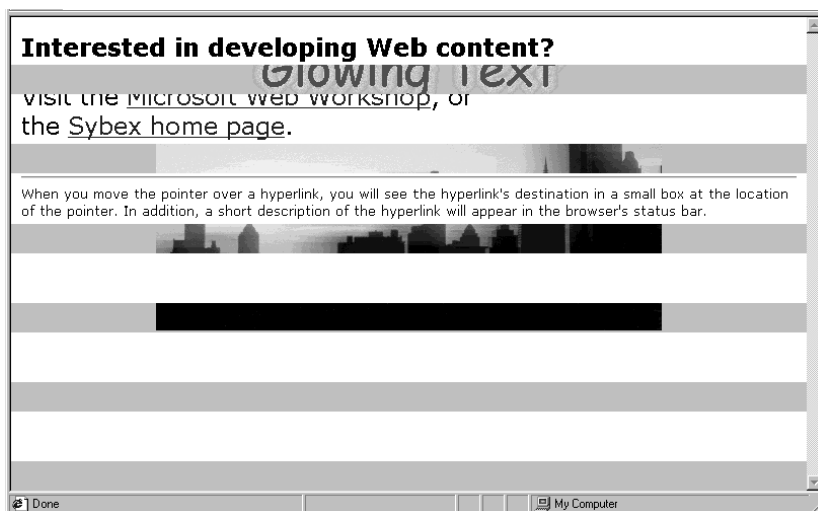 Interested in developing Web content?
Glowing Text
Visit the Microsoft Web Workshop, or
the Sybex home page.
When you move the pointer over a hyperlink, you will see the hyperlink's destination in a small box at the location
of the pointer. In addition, a short description of the hyperlink will appear in the browser's status bar.
Done
My Computer